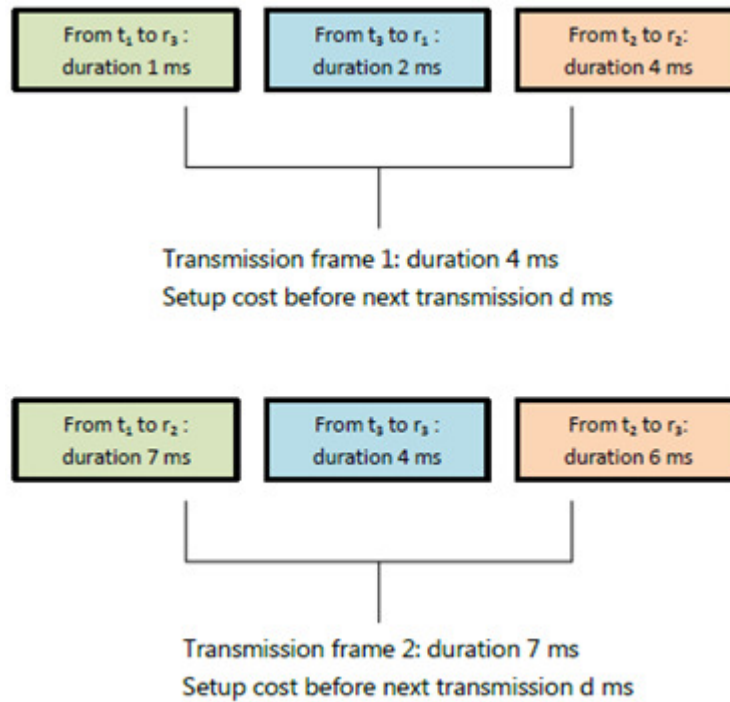 From t₁ to r₃ :
duration 1 ms
From t₃ to r₁ :
duration 2 ms
From t₂ to r₂:
duration 4 ms
Transmission frame 1: duration 4 ms
Setup cost before next transmission d ms
From t₁ to r₂ :
duration 7 ms
From t₃ to r₃ :
duration 4 ms
From t₂ to r₃:
duration 6 ms
Transmission frame 2: duration 7 ms
Setup cost before next transmission d ms